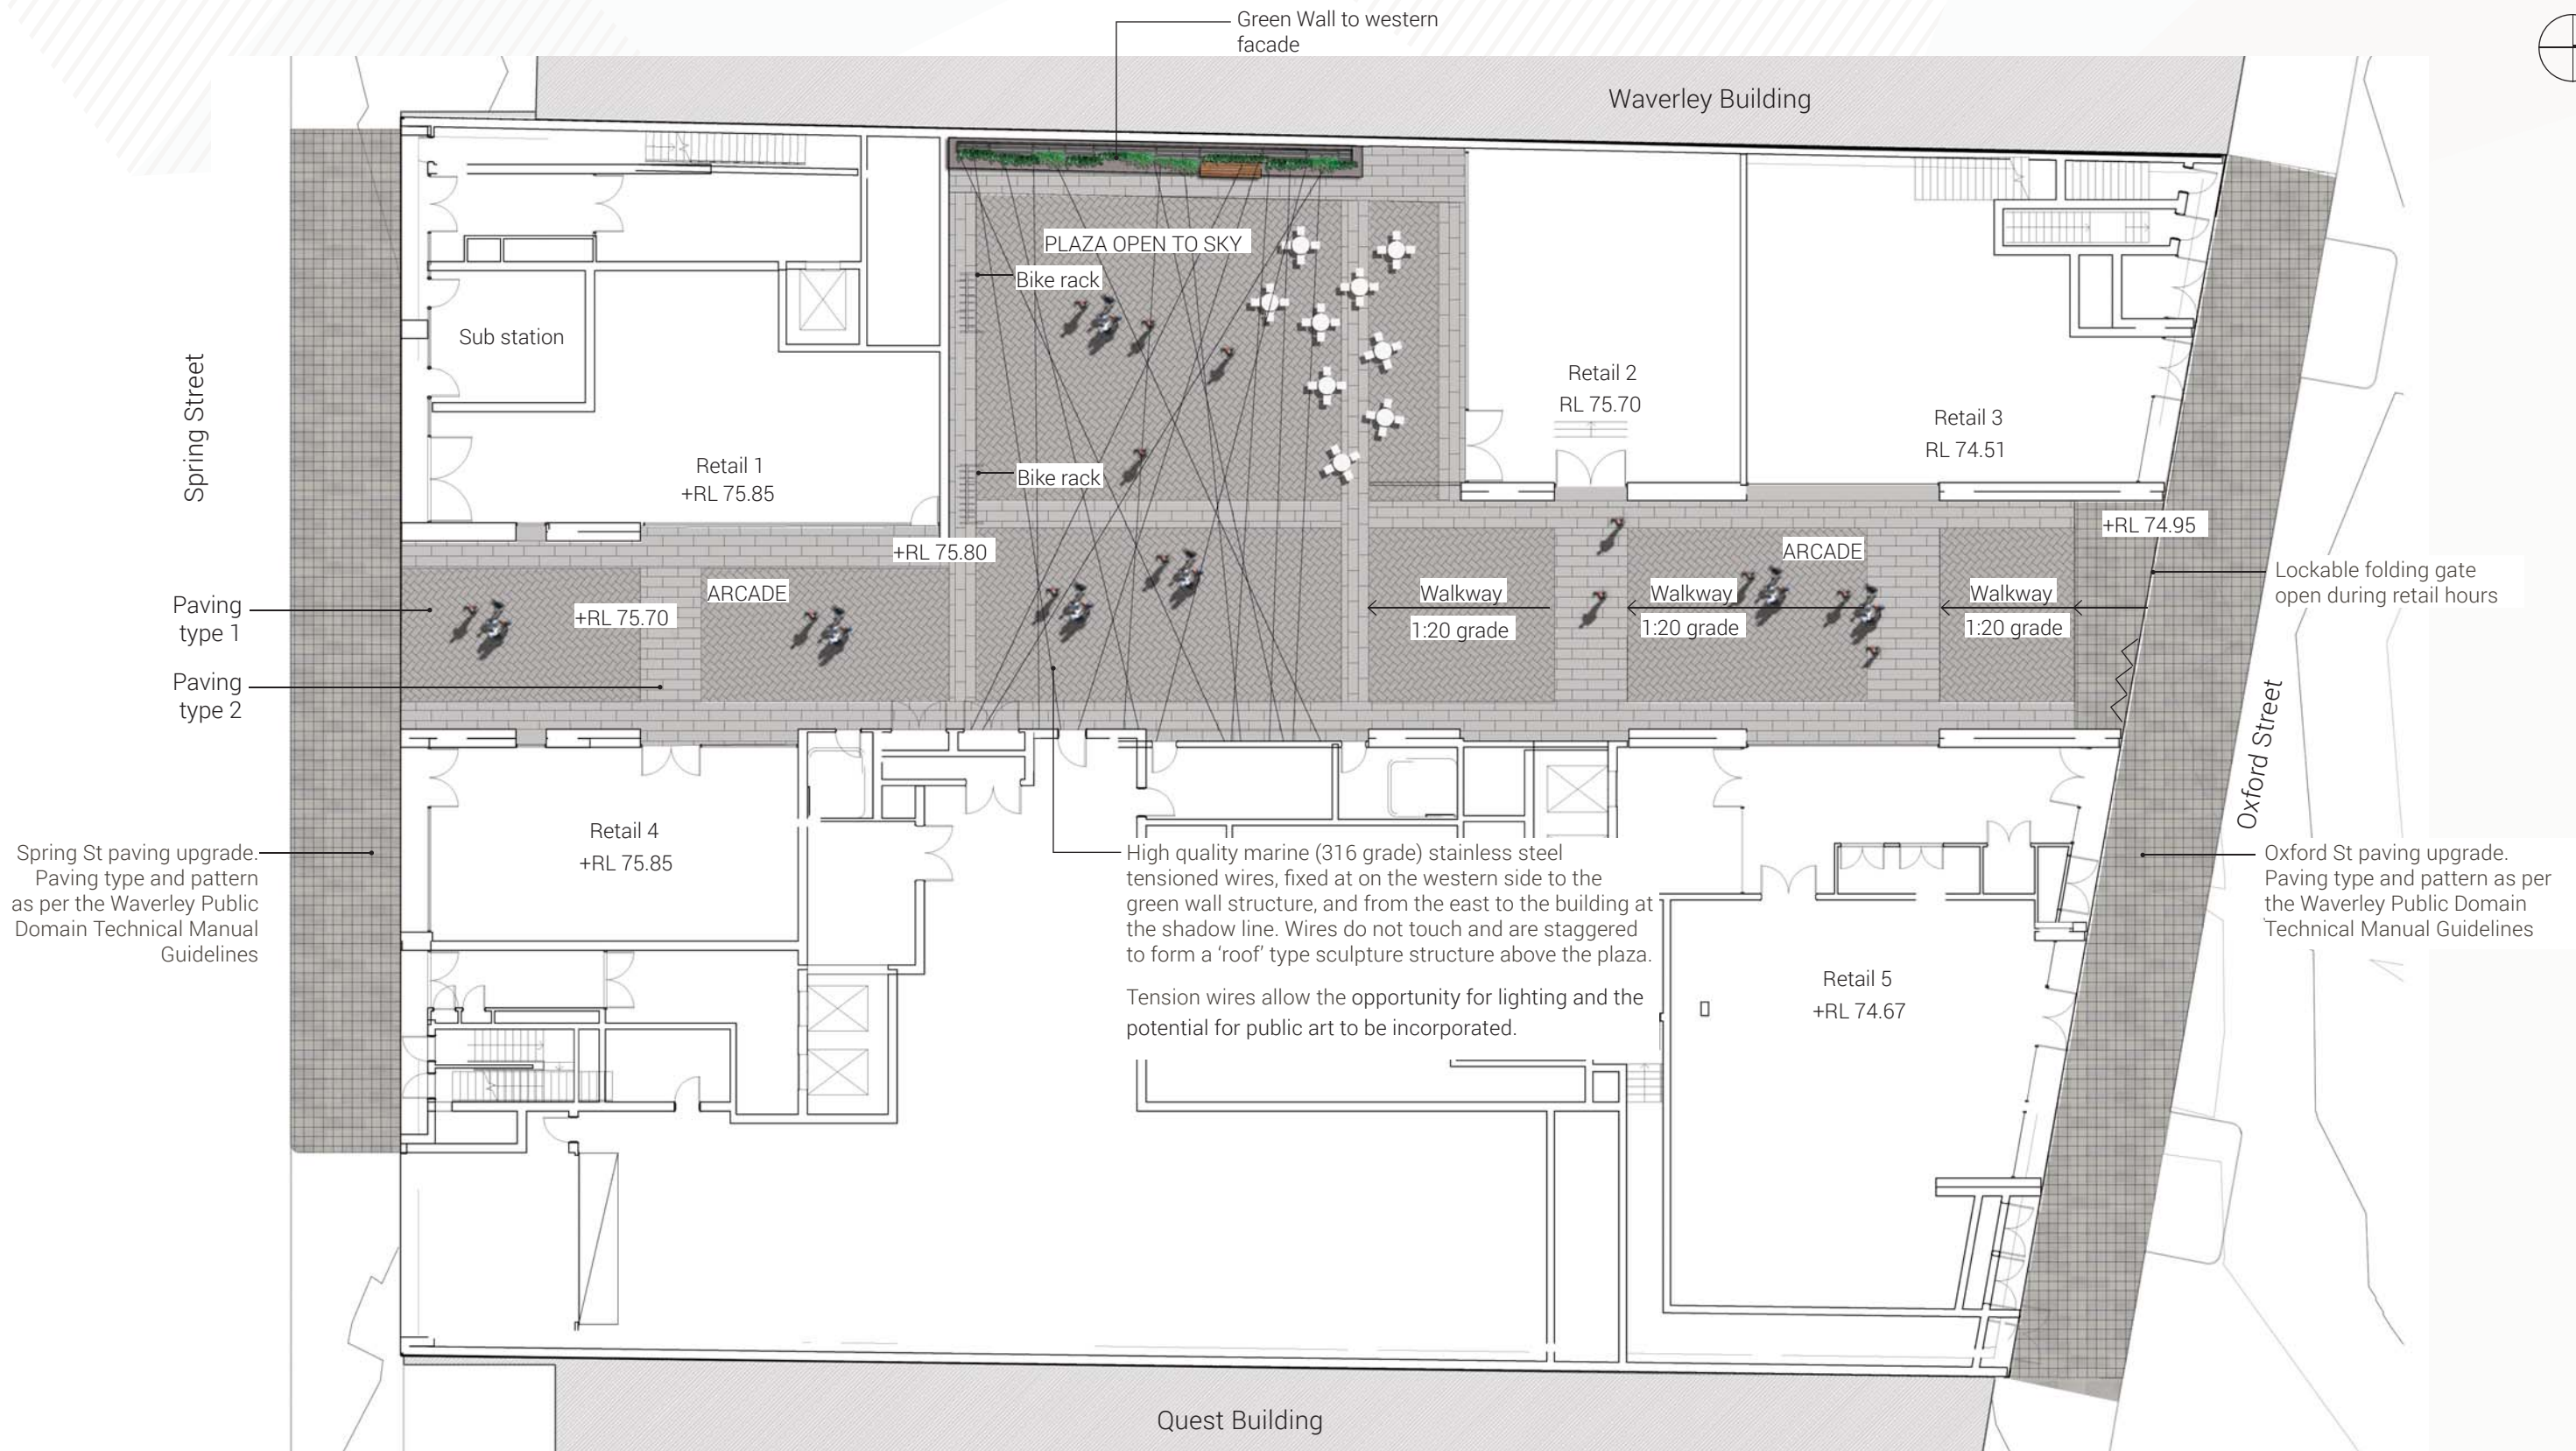 Green Wall to western
facade
Waverley Building
PLAZA OPEN TO SKY
Bike rack
Sub station
Spring Street
Retail 2
RL 75.70
Retail 3
RL 74.51
Retail 1
+RL 75.85
Bike rack
+RL 75.80
+RL 74.95
ARCADE
ARCADE
Paving
type 1
+RL 75.70
Walkway
1:20 grade
Walkway
1:20 grade
Walkway
1:20 grade
Lockable folding gate
open during retail hours
Paving
type 2
Oxford Street
Retail 4
+RL 75.85
Spring St paving upgrade.
Paving type and pattern
as per the Waverley Public
Domain Technical Manual
Guidelines
High quality marine (316 grade) stainless steel
tensioned wires, fixed at on the western side to the
green wall structure, and from the east to the building at
the shadow line. Wires do not touch and are staggered
to form a ‘roof’ type sculpture structure above the plaza.
Tension wires allow the opportunity for lighting and the
potential for public art to be incorporated.
Oxford St paving upgrade.
Paving type and pattern as per
the Waverley Public Domain
Technical Manual Guidelines
Retail 5
+RL 74.67
Quest Building